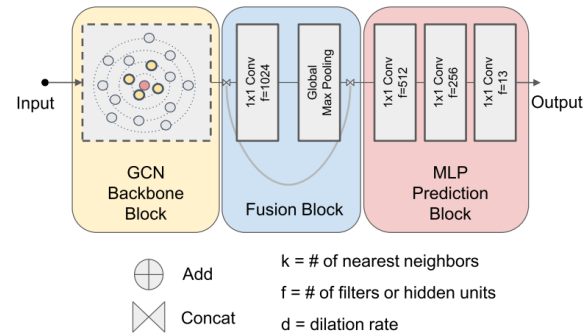 Input
GCN
Backbone
Block
1x1 Conv
f=1024
Global
Max Pooling
Fusion Block
1x1 Conv
f=512
1x1 Conv
f=256
1x1 Conv
f=13
MLP
Prediction
Block
Output
Add
Concat
k = # of nearest neighbors
f = # of filters or hidden units
d = dilation rate